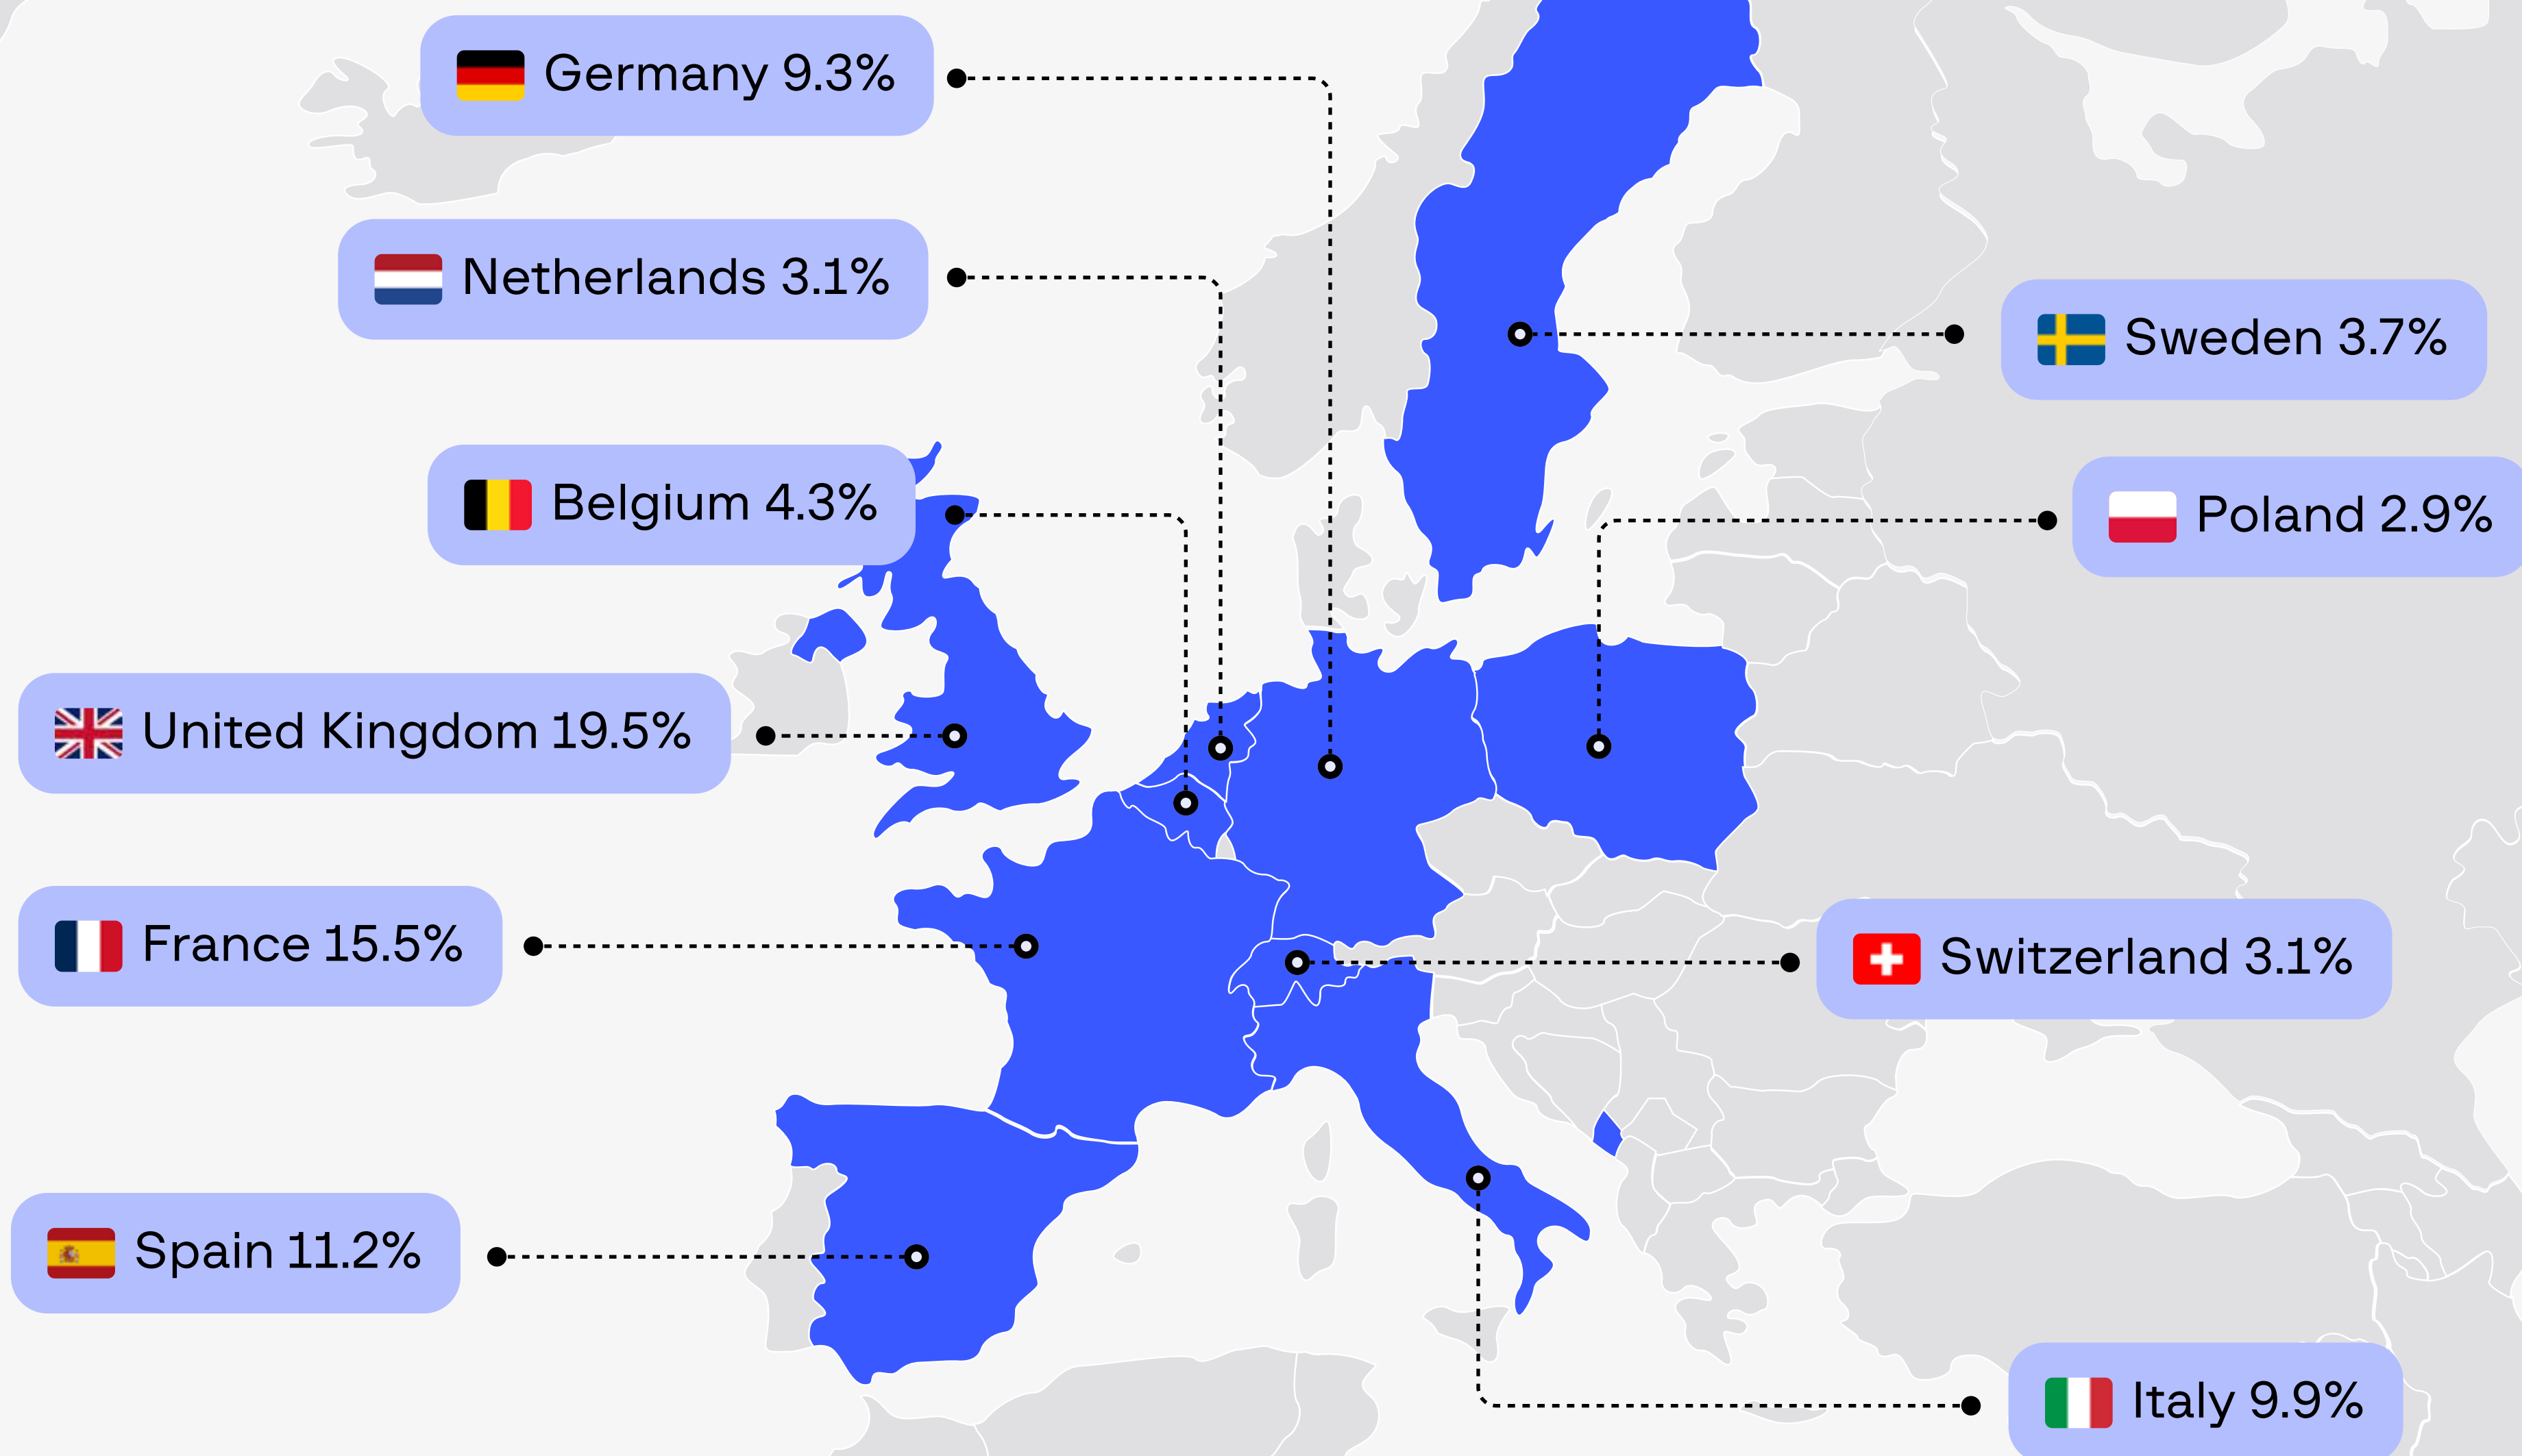 Germany 9.3%
Netherlands 3.1%
Sweden 3.7%
Belgium 4.3%
Poland 2.9%
United Kingdom 19.5%
France 15.5%
Switzerland 3.1%
Spain 11.2%
Italy 9.9%